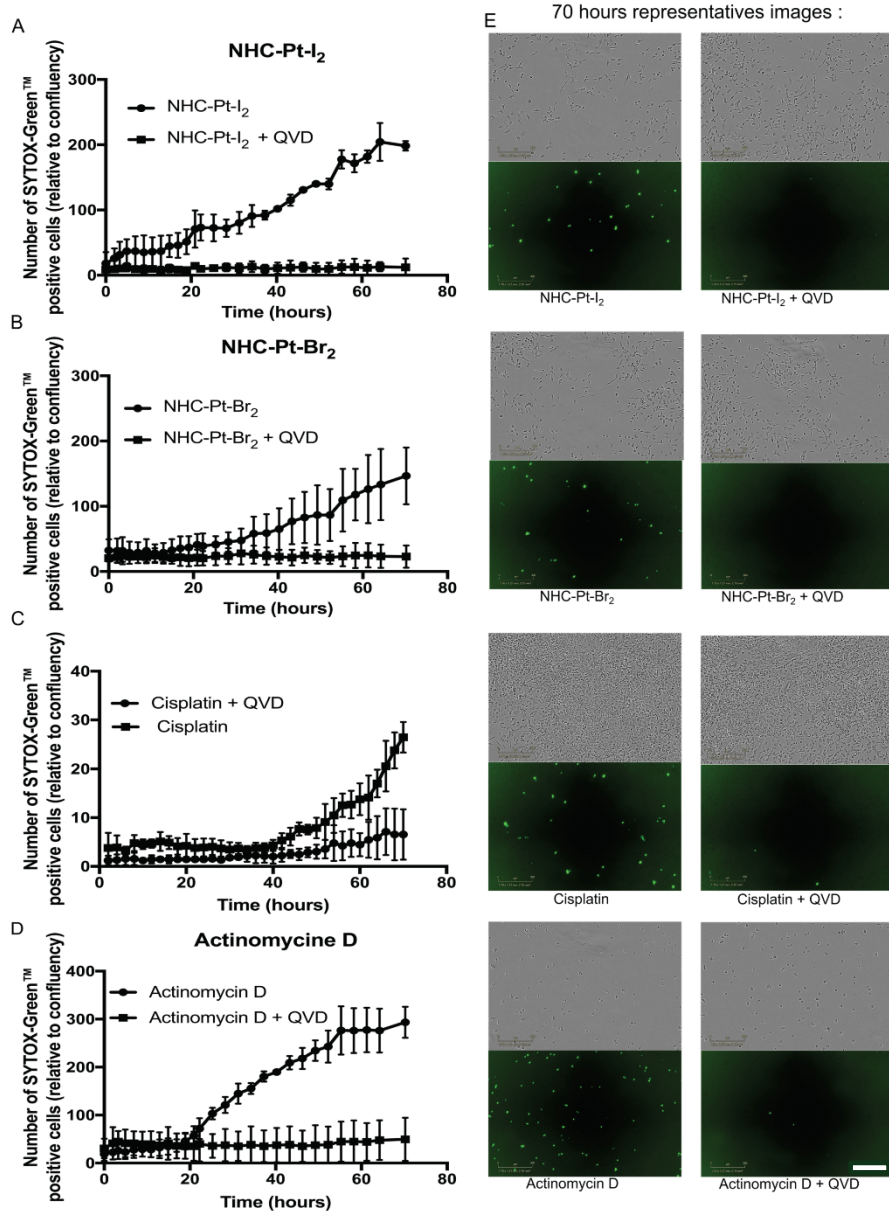 A
NHC-Pt-I2
Number of SYTOX-Green™
positive cells (relative to confluency)
300
200
100
0
NHC-Pt-I2
NHC-Pt-I2 + QVD
0 20 40 60 80
Time (hours)
B
NHC-Pt-Br2
Number of SYTOX-Green™
positive cells (relative to confluency)
300
200
100
0
NHC-Pt-Br2
NHC-Pt-Br2 + QVD
0 20 40 60 80
Time (hours)
C
Number of SYTOX-Green™
positive cells (relative to confluency)
40
30
20
10
0
Cisplatin + QVD
Cisplatin
0 20 40 60 80
Time (hours)
D
Actinomycine D
Number of SYTOX-Green™
positive cells (relative to confluency)
400
300
200
100
0
Actinomycin D
Actinomycin D + QVD
0 20 40 60 80
Time (hours)
E
70 hours representatives images :
NHC-Pt-I2
NHC-Pt-I2 + QVD
NHC-Pt-Br2
NHC-Pt-Br2 + QVD
Cisplatin
Cisplatin + QVD
Actinomycin D
Actinomycin D + QVD